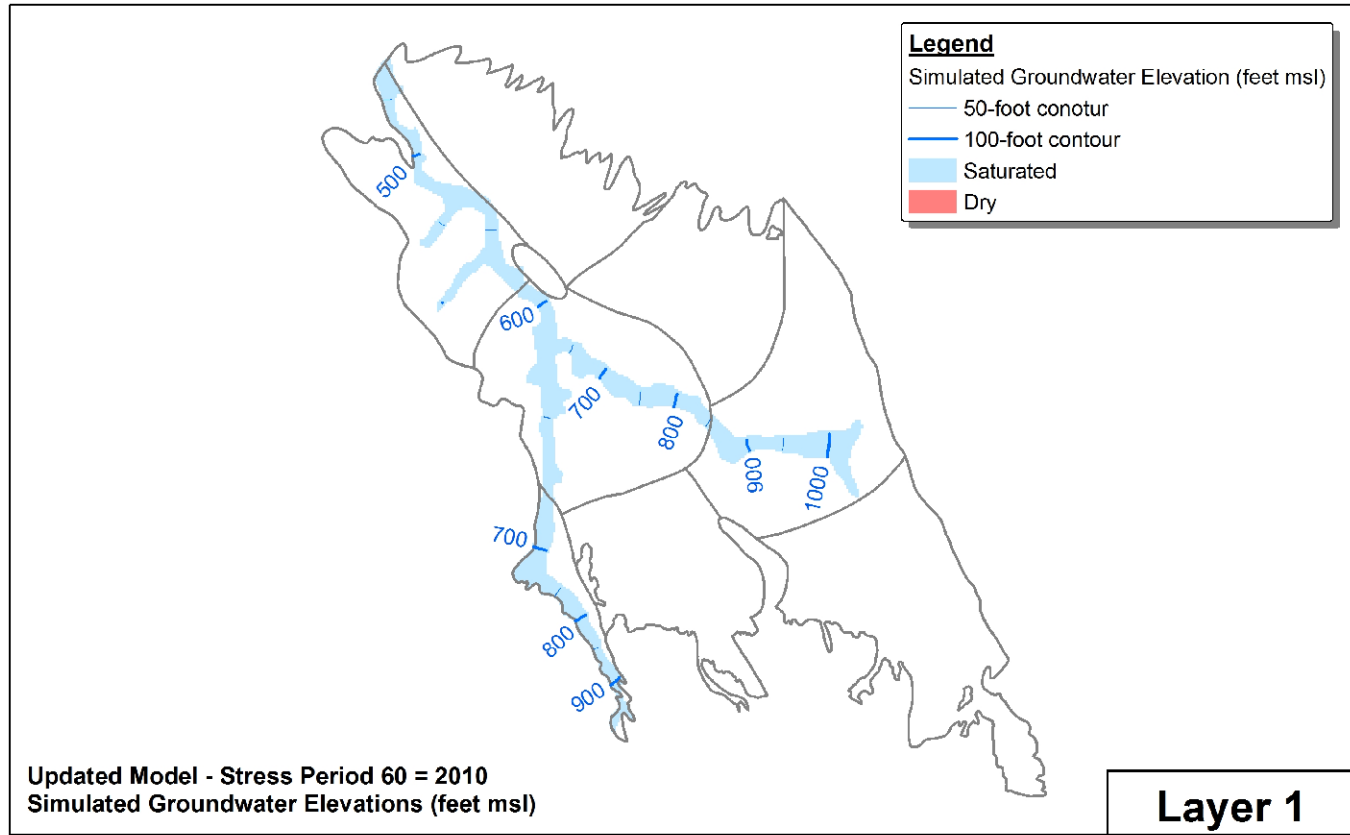 Legend
Simulated Groundwater Elevation (feet msl)
50-foot conotur
100-foot contour
Saturated
Dry
500
600
700
800
900
1000
700
800
900
Updated Model - Stress Period 60 = 2010
Simulated Groundwater Elevations (feet msl)
Layer 1